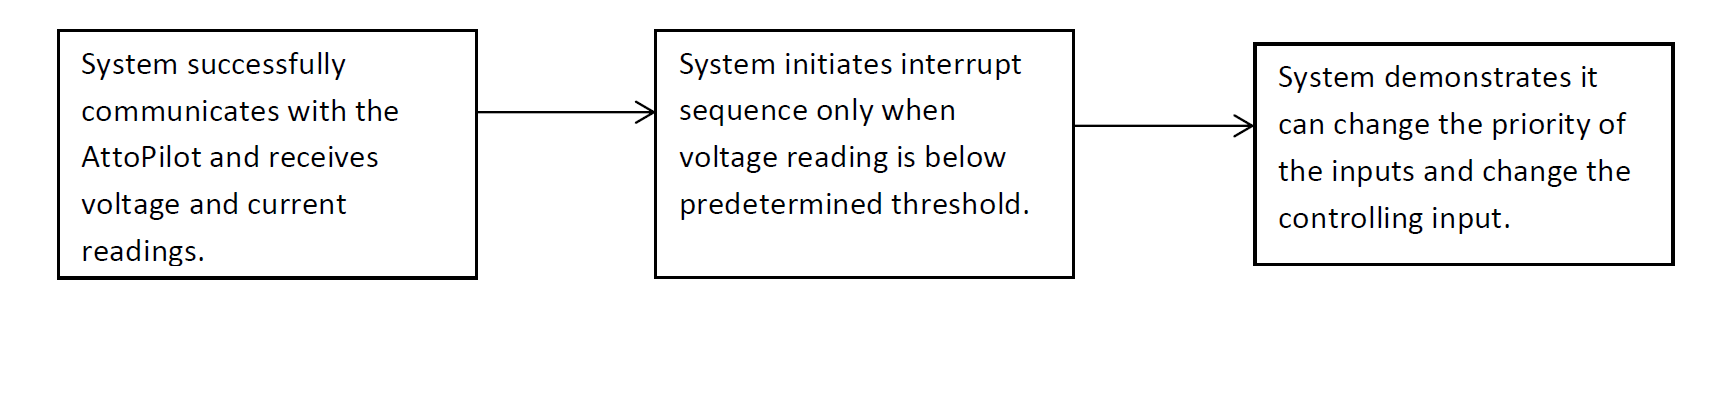 System successfully
communicates with the
AttoPilot and receives
voltage and current
readings.
System initiates interrupt
sequence only when
voltage reading is below
predetermined threshold.
System demonstrates it
can change the priority of
the inputs and change the
controlling input.